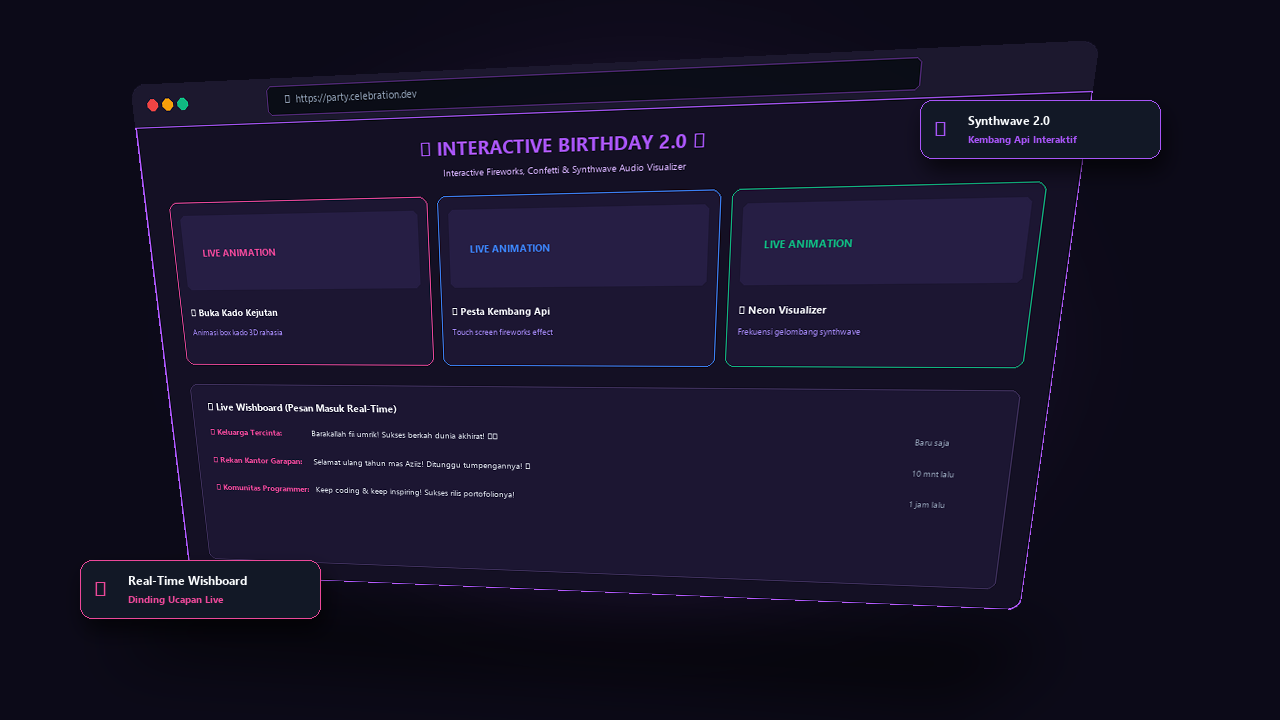 https://party.celebration.dev
INTERACTIVE BIRTHDAY 2.0
Interactive Fireworks, Confetti & Synthwave Audio Visualizer
Synthwave 2.0
Kembang Api Interaktif
LIVE ANIMATION
Buka Kado Kejutan
Animasi box kado 3D rahasia
LIVE ANIMATION
Pesta Kembang Api
Touch screen fireworks effect
LIVE ANIMATION
Neon Visualizer
Frekuensi gelombang synthwave
Live Wishboard (Pesan Masuk Real-Time)
Keluarga Tercinta: Barakallah fii umrik! Sukses berkah dunia akhirat! Baru saja
Rekan Kantor Garapan: Selamat ulang tahun mas Aziiz! Ditunggu tumpengannya! 10 mnt lalu
Komunitas Programmer: Keep coding & keep inspiring! Sukses rilis portofolionya! 1 jam lalu
Real-Time Wishboard
Dinding Ucapan Live